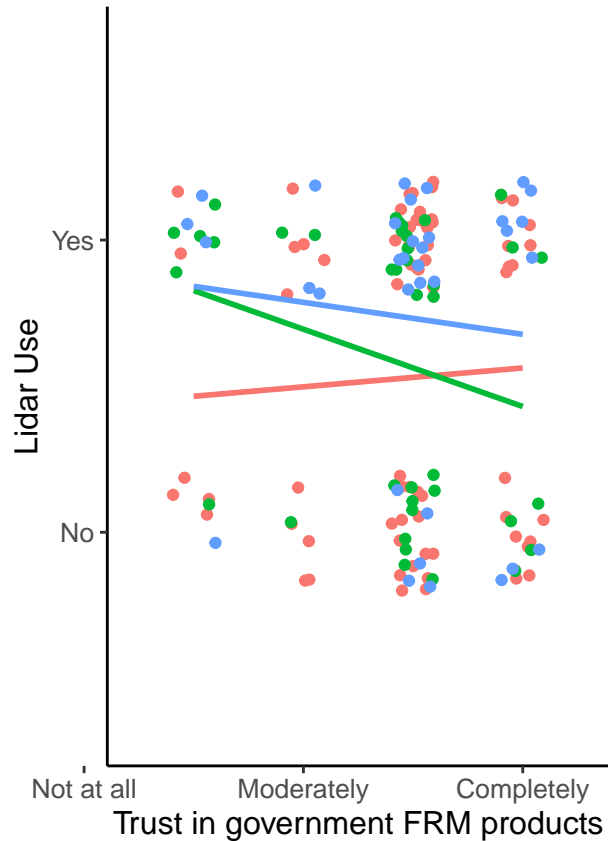 Lidar Use
Yes
No
Not at all
Moderately
Completely
Trust in government FRM products